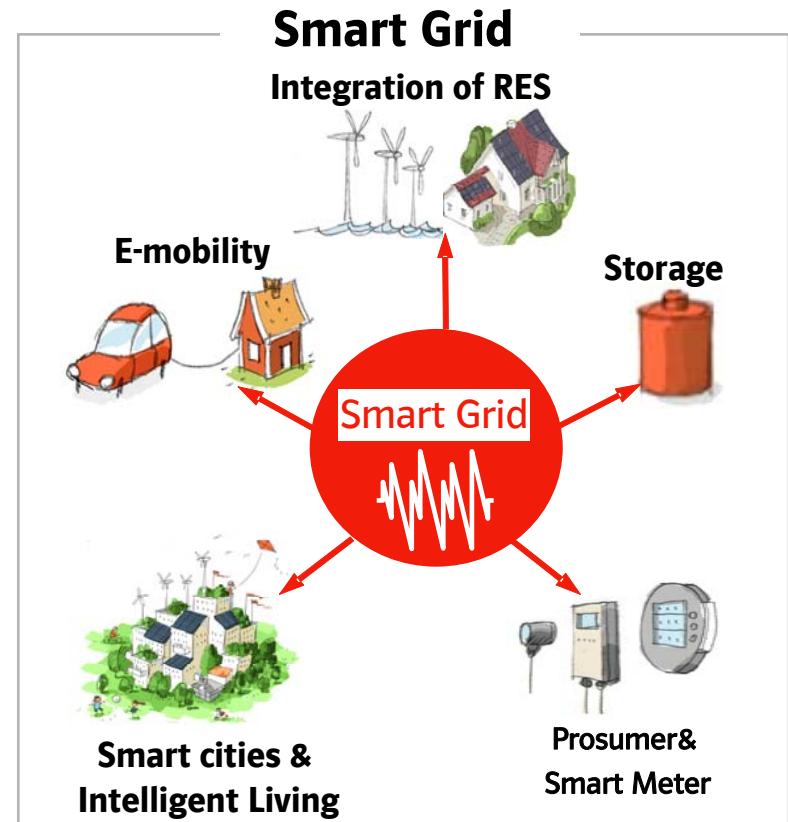 Smart Grid
Integration of RES
E-mobility
Storage
Smart Grid
Smart cities &
Intelligent Living
Prosumer&
Smart Meter